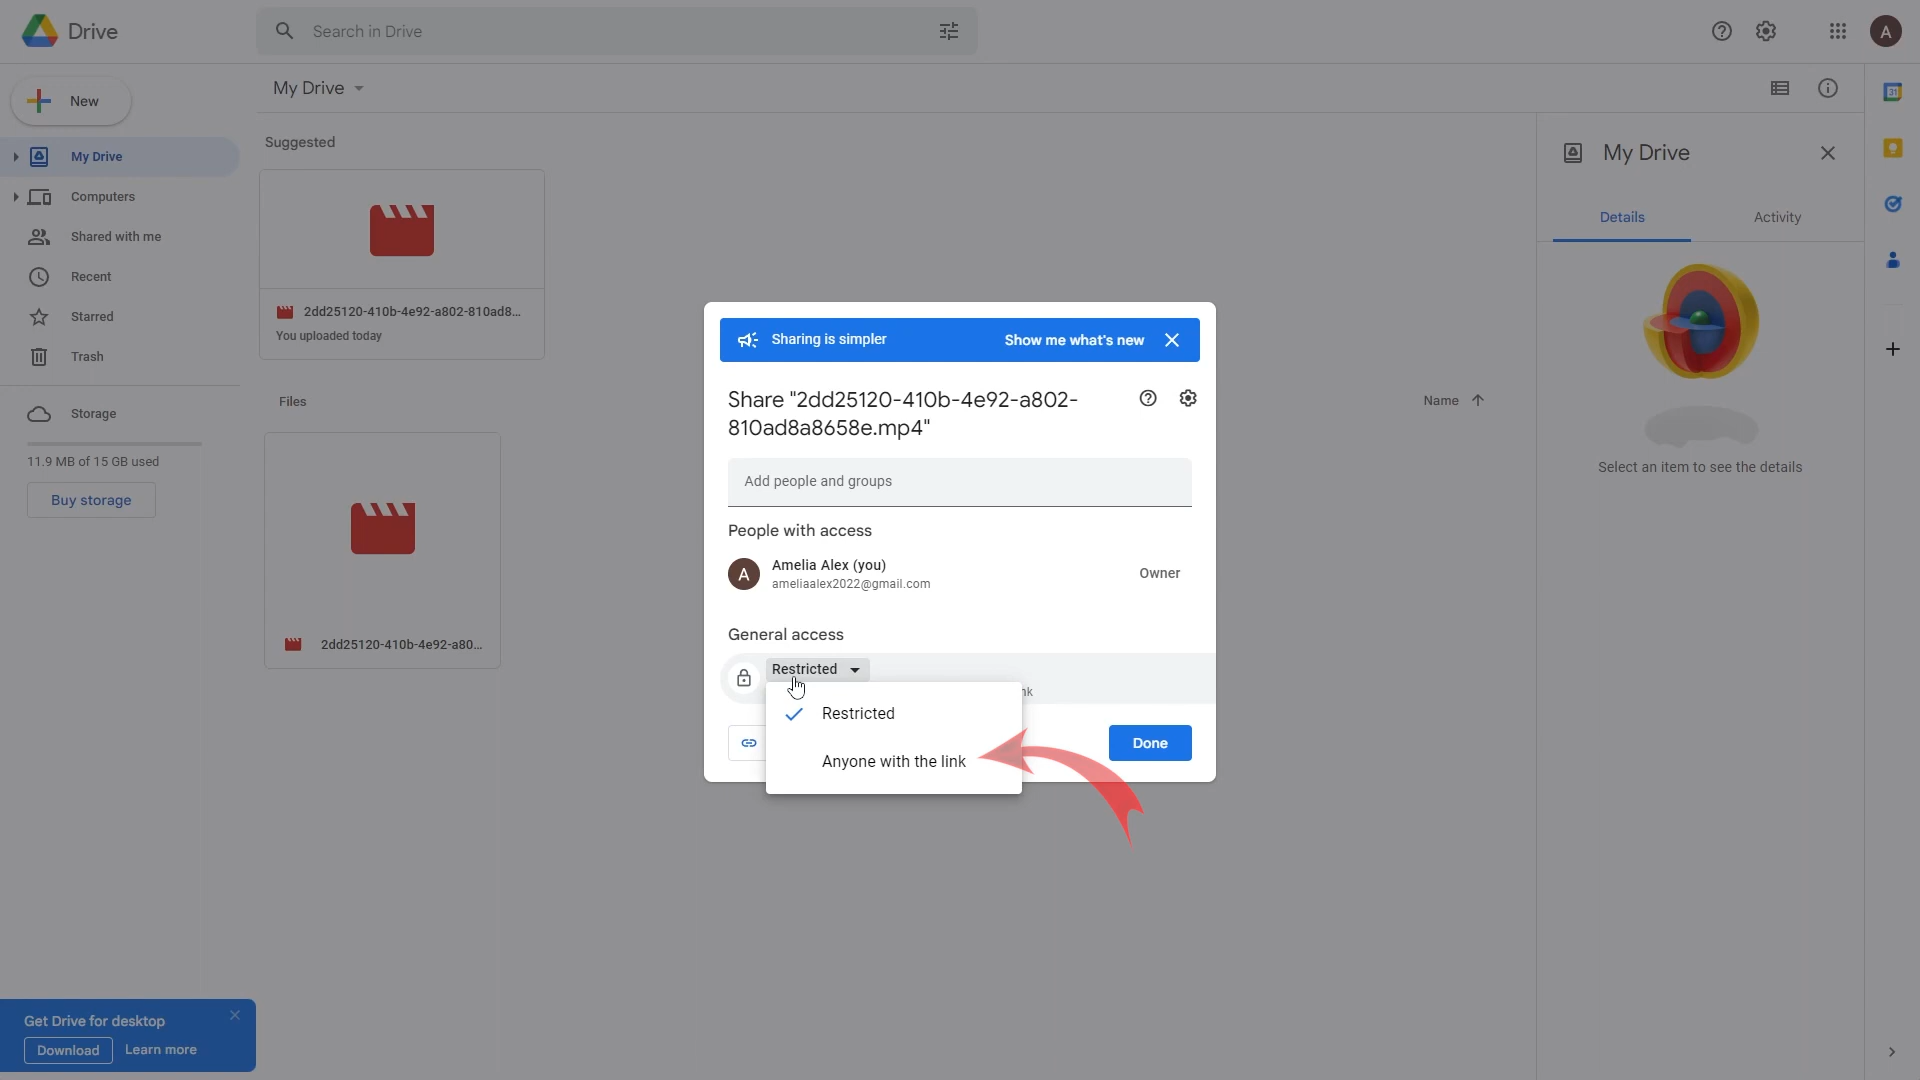 Drive
Search in Drive
A
New
My Drive
My Drive
Computers
Shared with me
Recent
Starred
Trash
Storage
11.9 MB of 15 GB used
Buy storage
Suggested
2dd25120-410b-4e92-a802-810ad8...
You uploaded today
Files
Name
2dd25120-410b-4e92-a80...
Sharing is simpler
Show me what's new
Share "2dd25120-410b-4e92-a802-
810ad8a8658e.mp4"
Add people and groups
People with access
A
Amelia Alex (you)
ameliaalex2022@gmail.com
Owner
General access
Restricted
Restricted
Anyone with the link
Done
My Drive
Details
Activity
Select an item to see the details
31
Get Drive for desktop
Download
Learn more